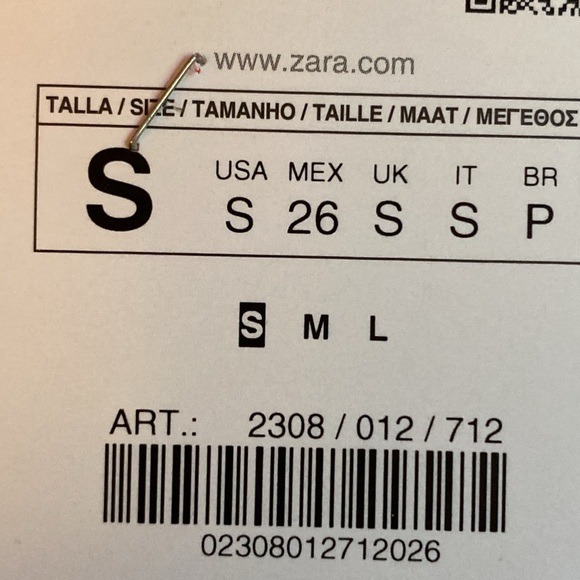 www.zara.com
TALLA / SIZE / TAMANHO / TAILLE / MAAT / ΜΕΓΕΘΟΣ
USA MEX UK IT BR
S S 26 S S P
S M L
ART.: 2308 / 012 / 712
02308012712026